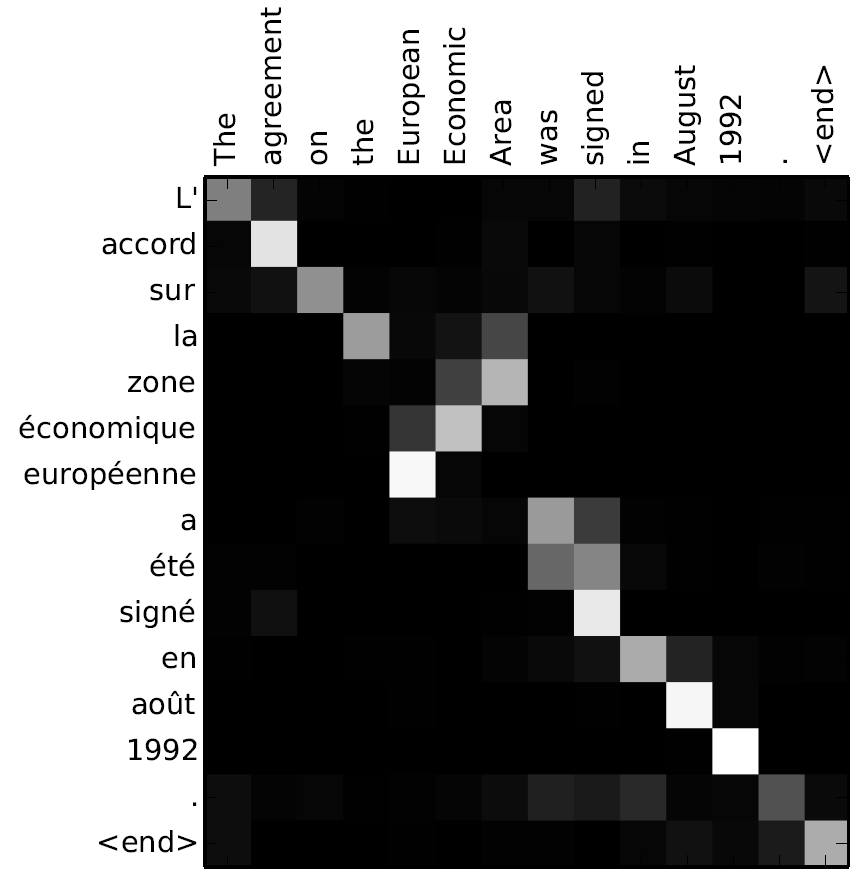 The
agreement
on
the
European
Economic
Area
was
signed
in
August
1992
.
<end>
L'
accord
sur
la
zone
économique
européenne
a
été
signé
en
août
1992
.
<end>